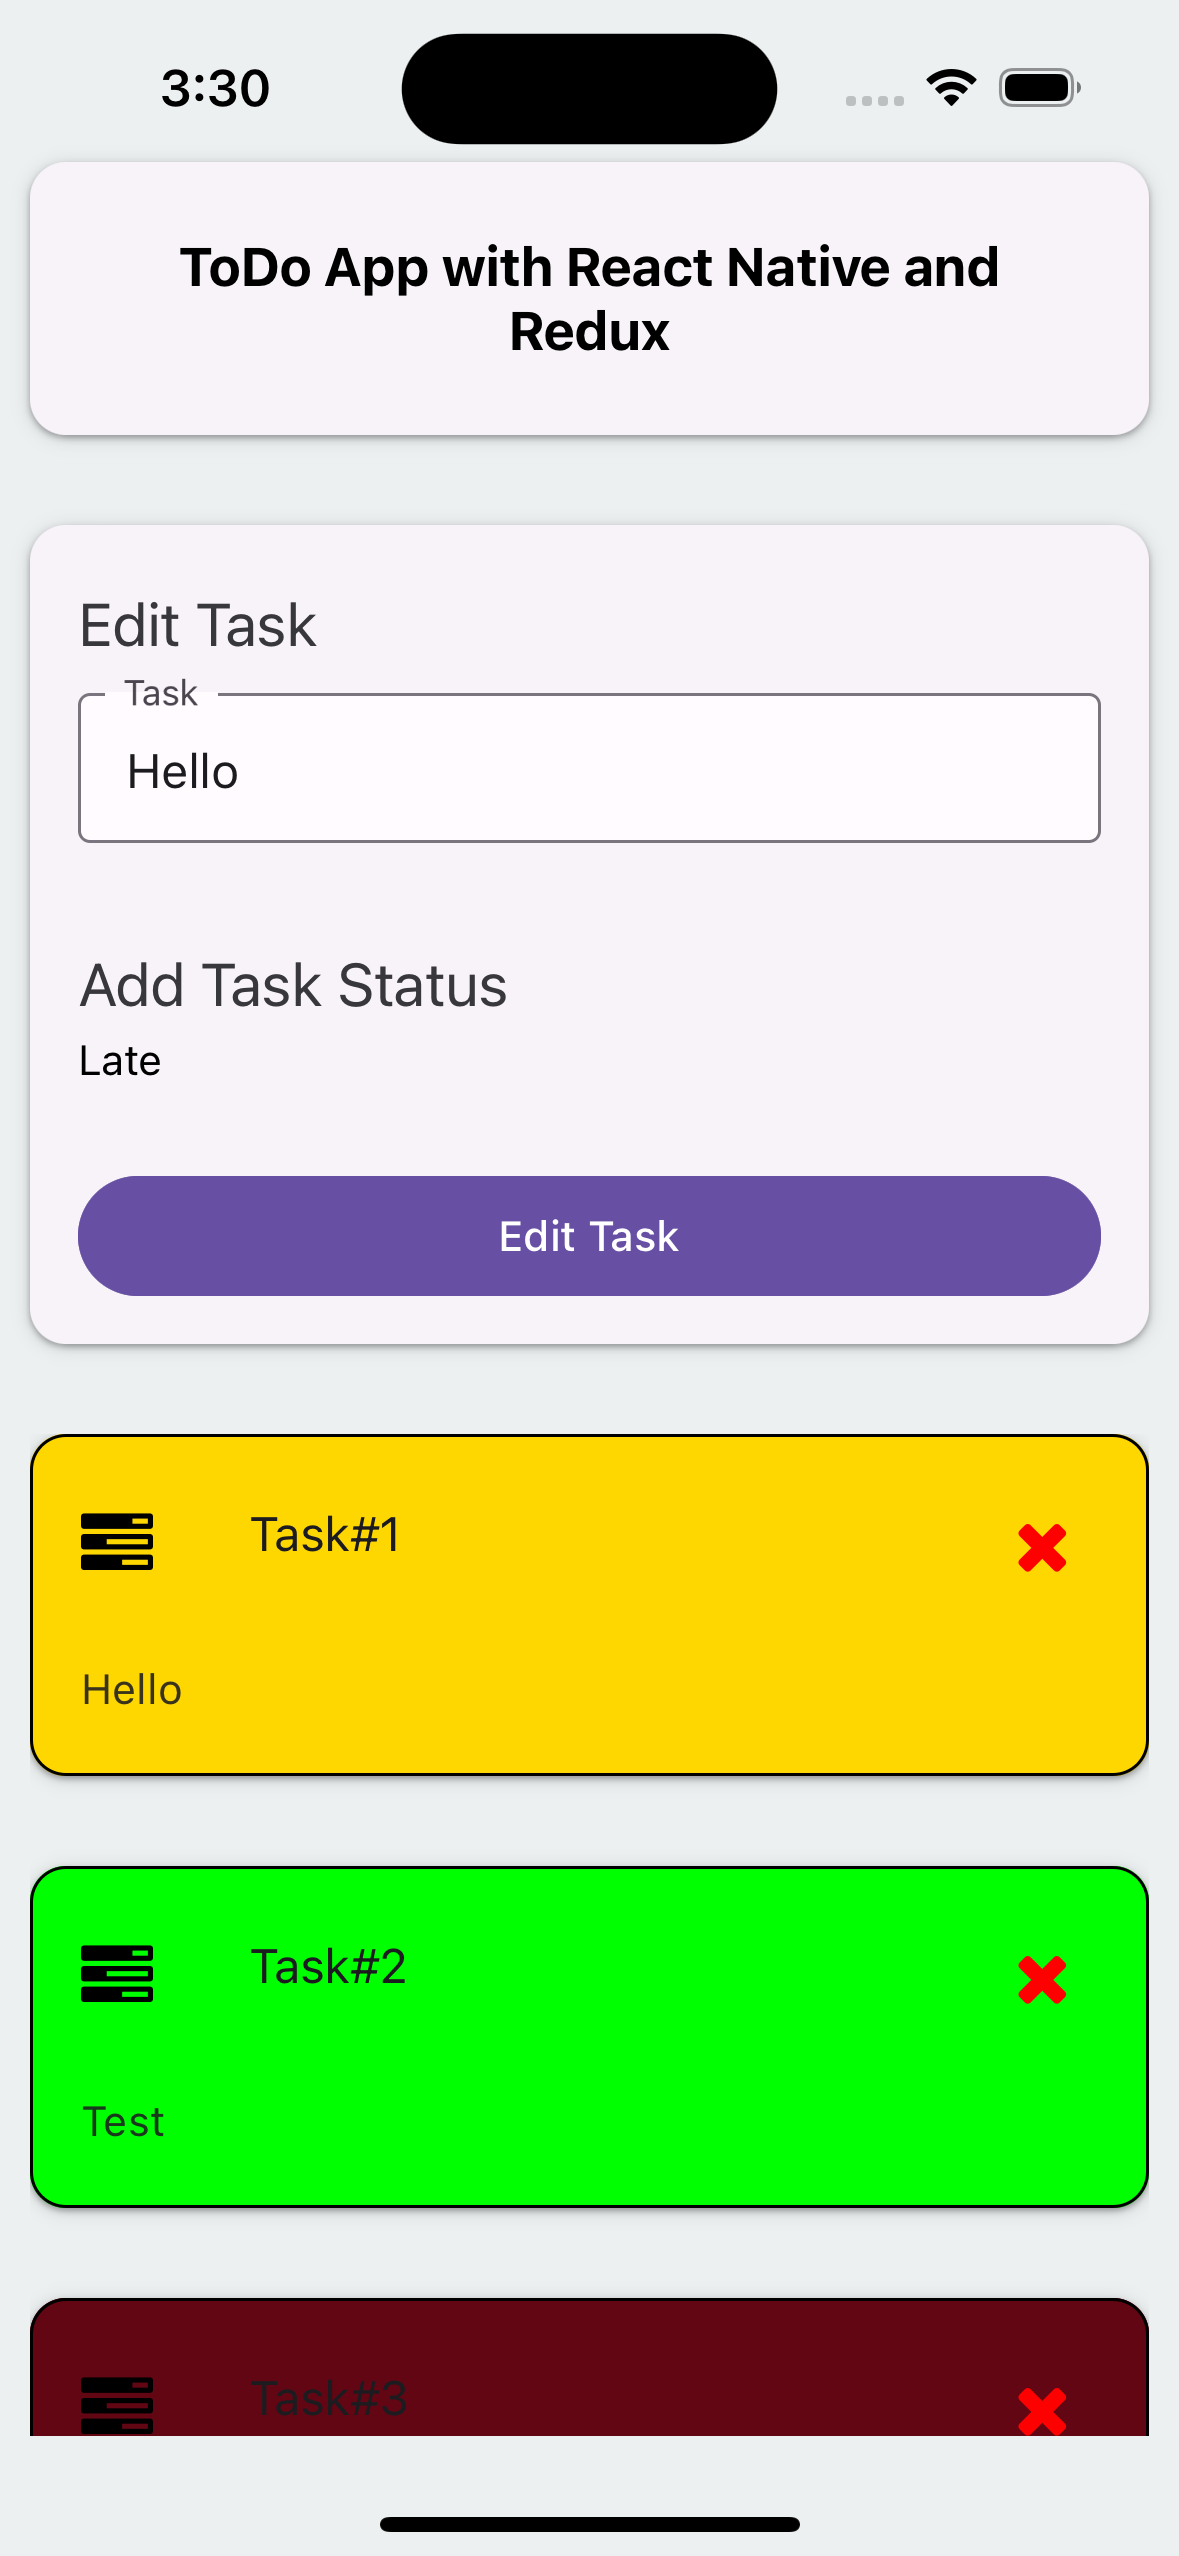 3:30
ToDo App with React Native and
Redux
Edit Task
Task
Hello
Add Task Status
Late
Edit Task
Task#1
Hello
Task#2
Test
Task#3